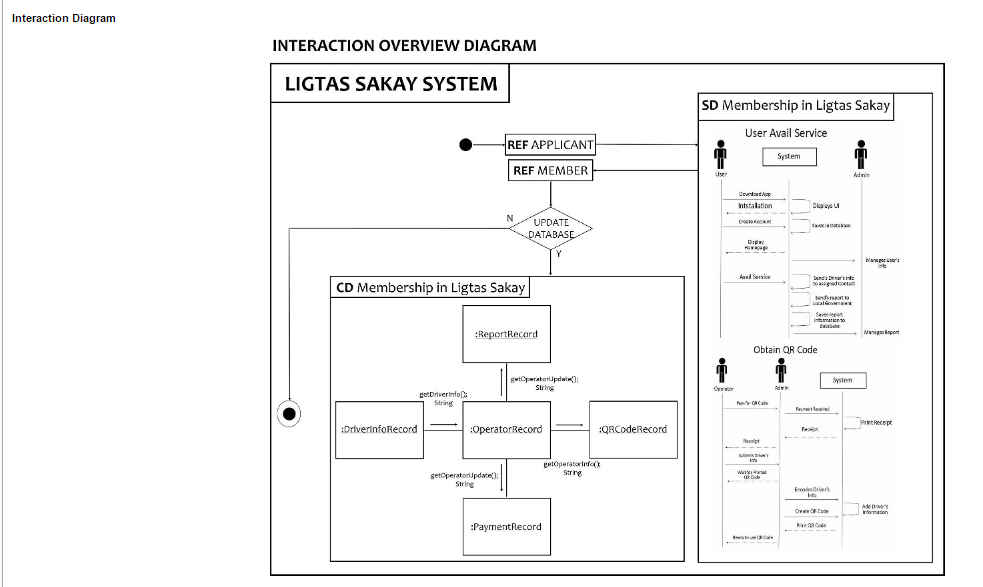 Interaction Diagram
INTERACTION OVERVIEW DIAGRAM
LIGTAS SAKAY SYSTEM
REF APPLICANT
REF MEMBER
N
UPDATE
DATABASE
Y
CD Membership in Ligtas Sakay
:ReportRecord
getOperatorUpdate();
String
getDriverInfo();
String
:DriverInfoRecord
:OperatorRecord
:QRCodeRecord
getOperatorUpdate();
String
getOperatorInfo();
String
:PaymentRecord
SD Membership in Ligtas Sakay
User Avail Service
System
User
Admin
Download App
Intstallation
Displays UI
Create Account
Saves in Database
Display
Homepage
Manages User's
Info
Avail Service
Send's Driver's Info
to assigned Contact
Send's report to
Local Government
Saves report
information to
database
Manages Report
Obtain QR Code
System
Operator
Admin
Pays for QR Code
Payment Received
Print Receipt
Receipt
Receipt
Submits Driver's
Info
Wait for Printed
QR Code
Encodes Driver's
Info
Create QR Code
Add Driver's
Information
Print QR Code
Ready to use QR Code